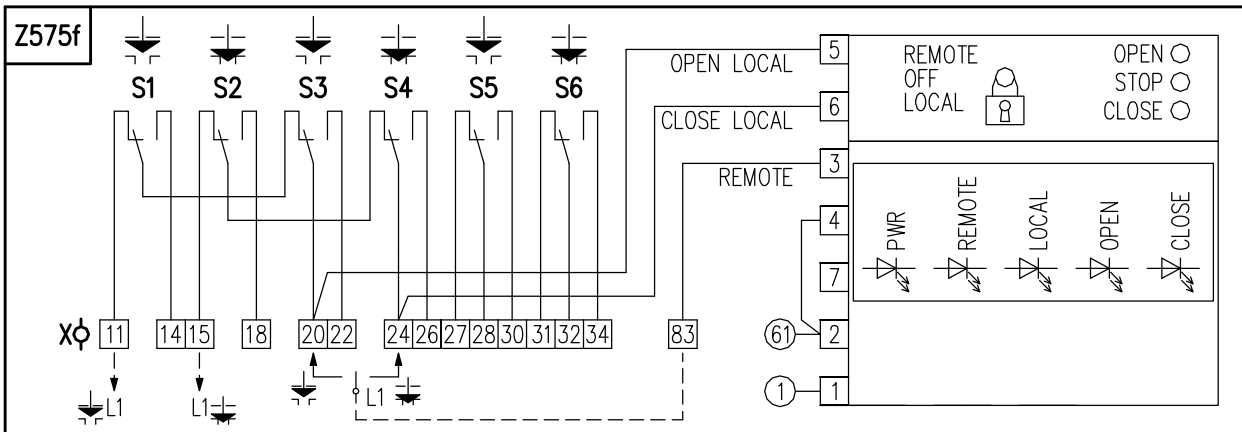 Z575f
S1 S2 S3 S4 S5 S6
OPEN LOCAL
CLOSE LOCAL
REMOTE
5
6
3
4
7
2
1
REMOTE
OFF
LOCAL
OPEN
STOP
CLOSE
PWR
REMOTE
LOCAL
OPEN
CLOSE
X 11 14 15 18 20 22 24 26 27 28 30 31 32 34 83
61
1
L1 L1 L1